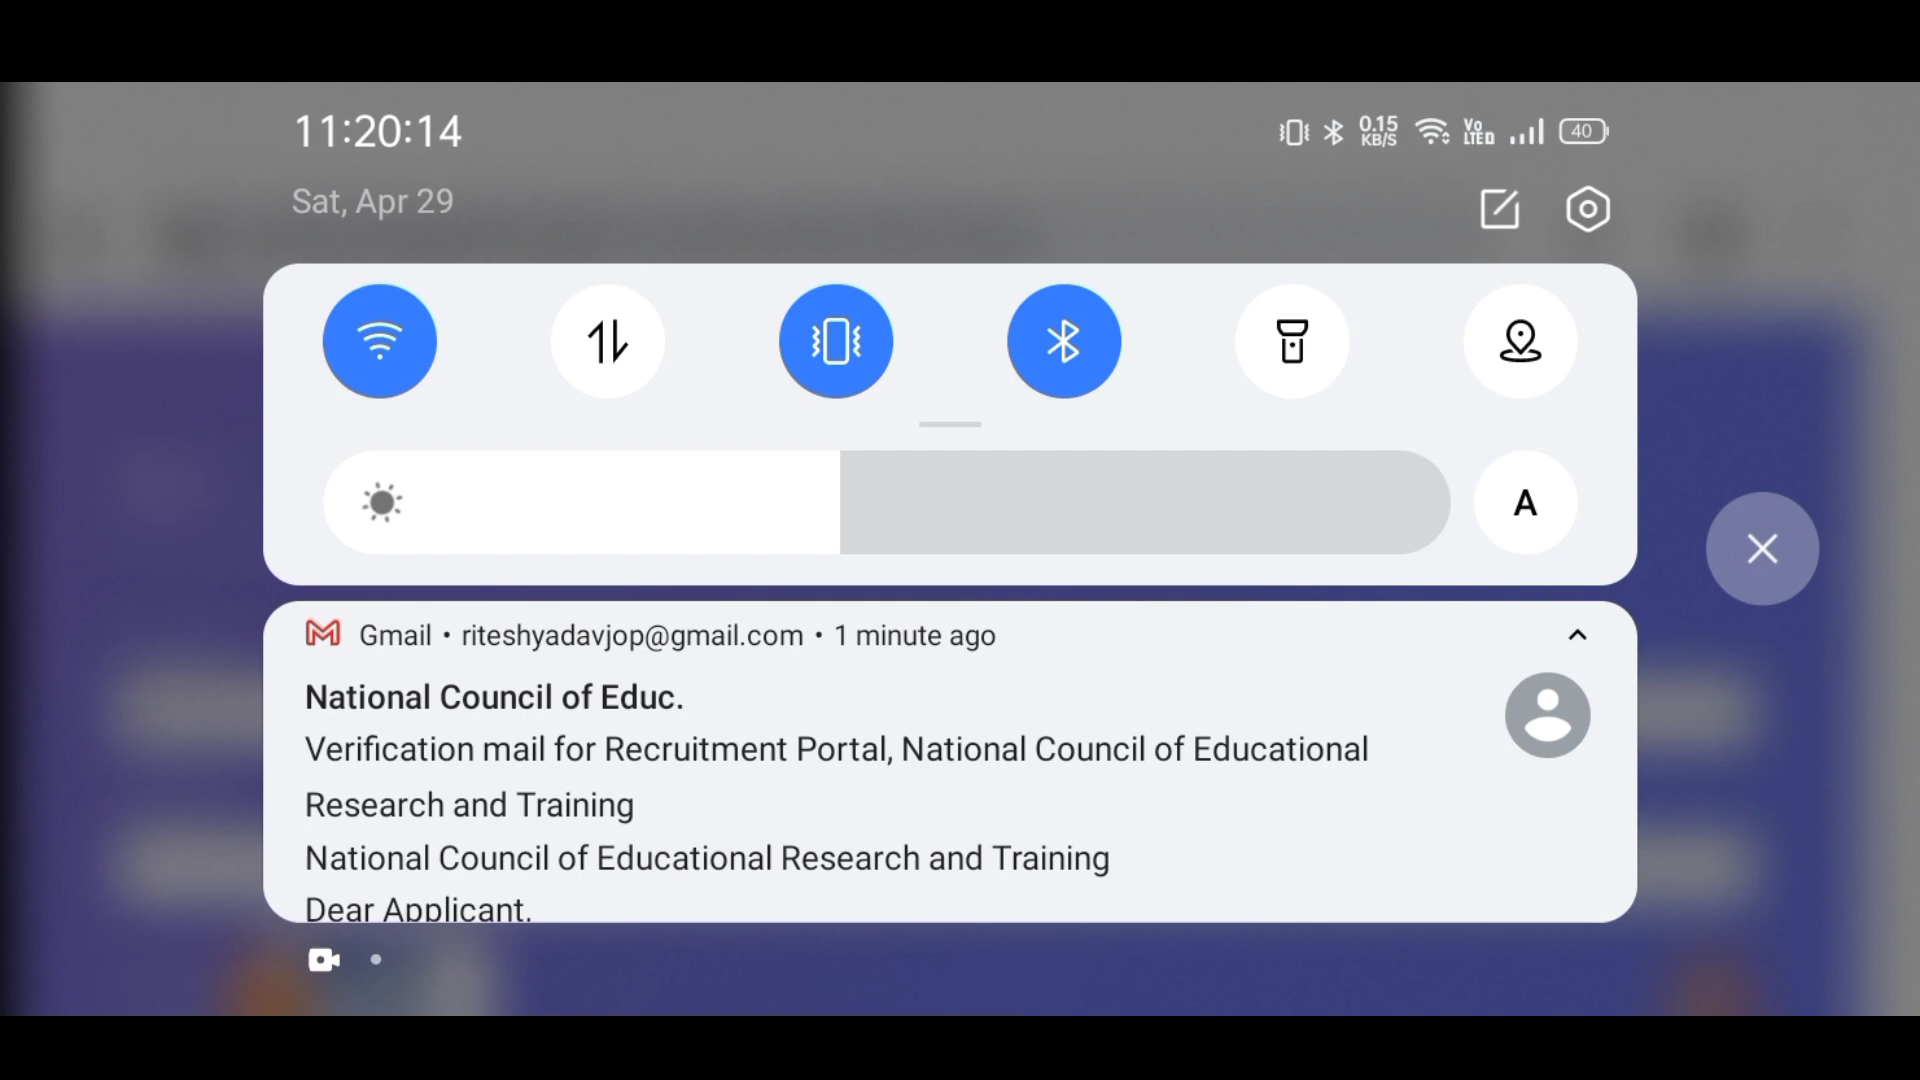 11:20:14
0.15 KB/S
Vo LTED
40
Sat, Apr 29
A
Gmail • riteshyadavjop@gmail.com • 1 minute ago
National Council of Educ.
Verification mail for Recruitment Portal, National Council of Educational
Research and Training
National Council of Educational Research and Training
Dear Applicant,